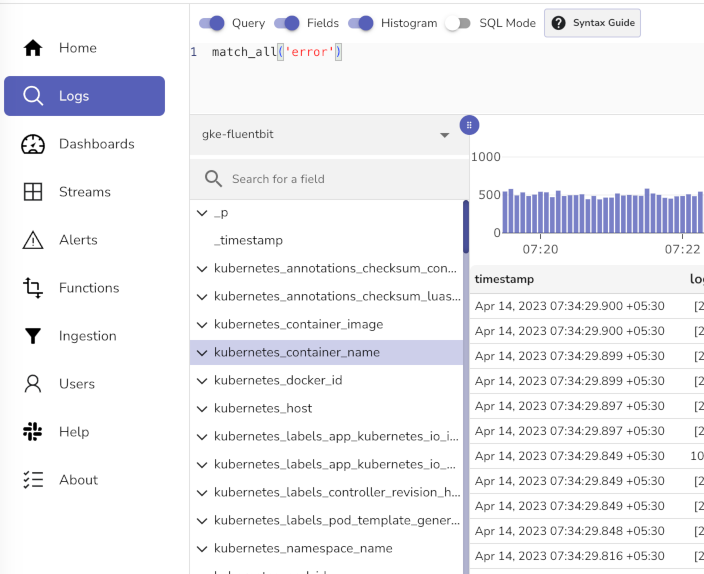 Home
Logs
Dashboards
Streams
Alerts
Functions
Ingestion
Users
Help
About
Query Fields Histogram SQL Mode ? Syntax Guide
1 match_all('error')
gke-fluentbit
Search for a field
_p
_timestamp
kubernetes_annotations_checksum_con...
kubernetes_annotations_checksum_luas...
kubernetes_container_image
kubernetes_container_name
kubernetes_docker_id
kubernetes_host
kubernetes_labels_app_kubernetes_io_i...
kubernetes_labels_app_kubernetes_io_...
kubernetes_labels_controller_revision_h...
kubernetes_labels_pod_template_gener...
kubernetes_namespace_name
1000
500
0
07:20 07:22
timestamp
Apr 14, 2023 07:34:29.900 +05:30 [2
Apr 14, 2023 07:34:29.900 +05:30 [2
Apr 14, 2023 07:34:29.899 +05:30 [2
Apr 14, 2023 07:34:29.899 +05:30 [2
Apr 14, 2023 07:34:29.897 +05:30 [2
Apr 14, 2023 07:34:29.897 +05:30 [2
Apr 14, 2023 07:34:29.849 +05:30 10
Apr 14, 2023 07:34:29.849 +05:30 [2
Apr 14, 2023 07:34:29.849 +05:30 [2
Apr 14, 2023 07:34:29.848 +05:30 [2
Apr 14, 2023 07:34:29.816 +05:30 [2